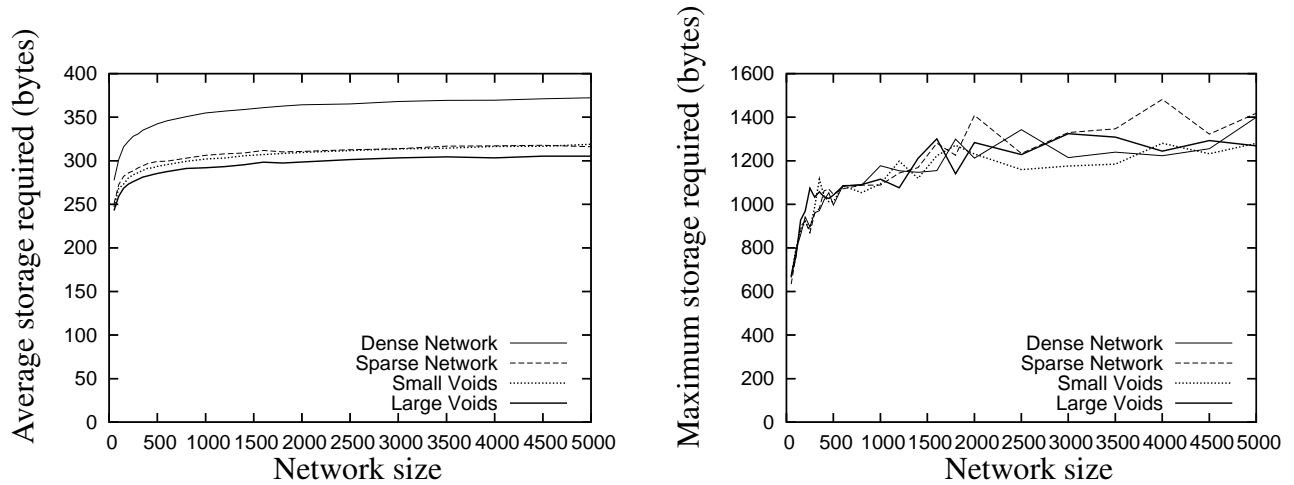 Average storage required (bytes)
400
350
300
250
200
150
100
50
0
Dense Network
Sparse Network
Small Voids
Large Voids
0 500 1000 1500 2000 2500 3000 3500 4000 4500 5000
Network size
Maximum storage required (bytes)
1600
1400
1200
1000
800
600
400
200
0
Dense Network
Sparse Network
Small Voids
Large Voids
0 500 1000 1500 2000 2500 3000 3500 4000 4500 5000
Network size